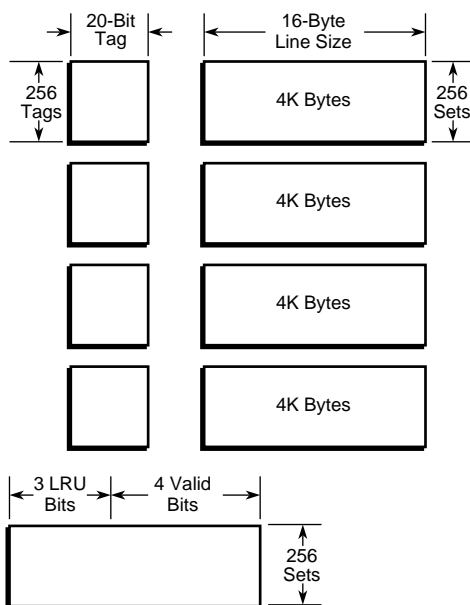 20-Bit
Tag
16-Byte
Line Size
256
Tags
4K Bytes
256
Sets
4K Bytes
4K Bytes
4K Bytes
3 LRU
Bits
4 Valid
Bits
256
Sets